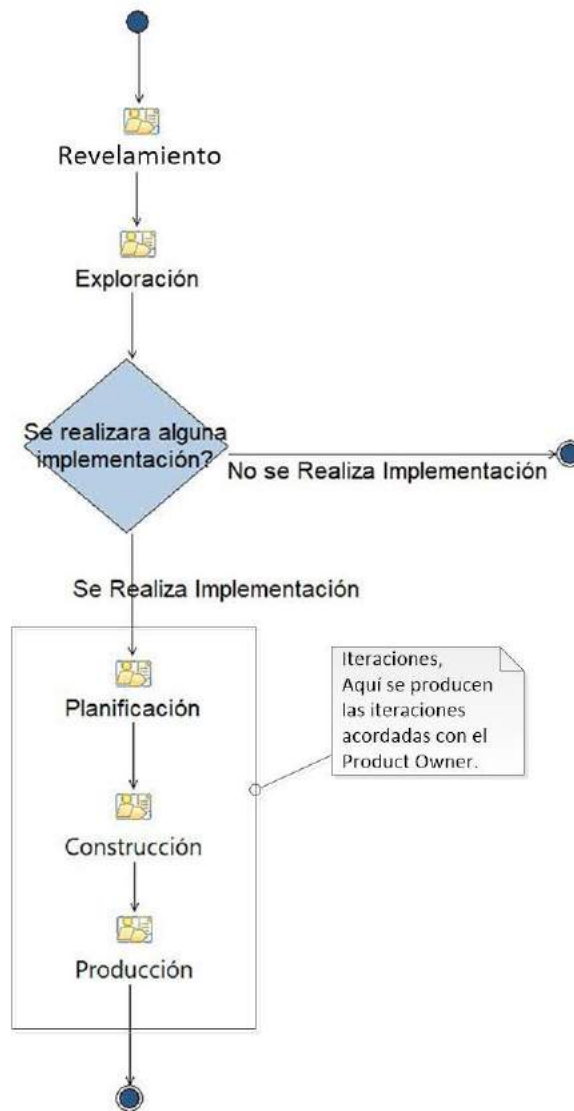 Revelamiento
Exploración
Se realizara alguna
implementación?
No se Realiza Implementación
Se Realiza Implementación
Iteraciones,
Aquí se producen
las iteraciones
acordadas con el
Product Owner.
Planificación
Construcción
Producción